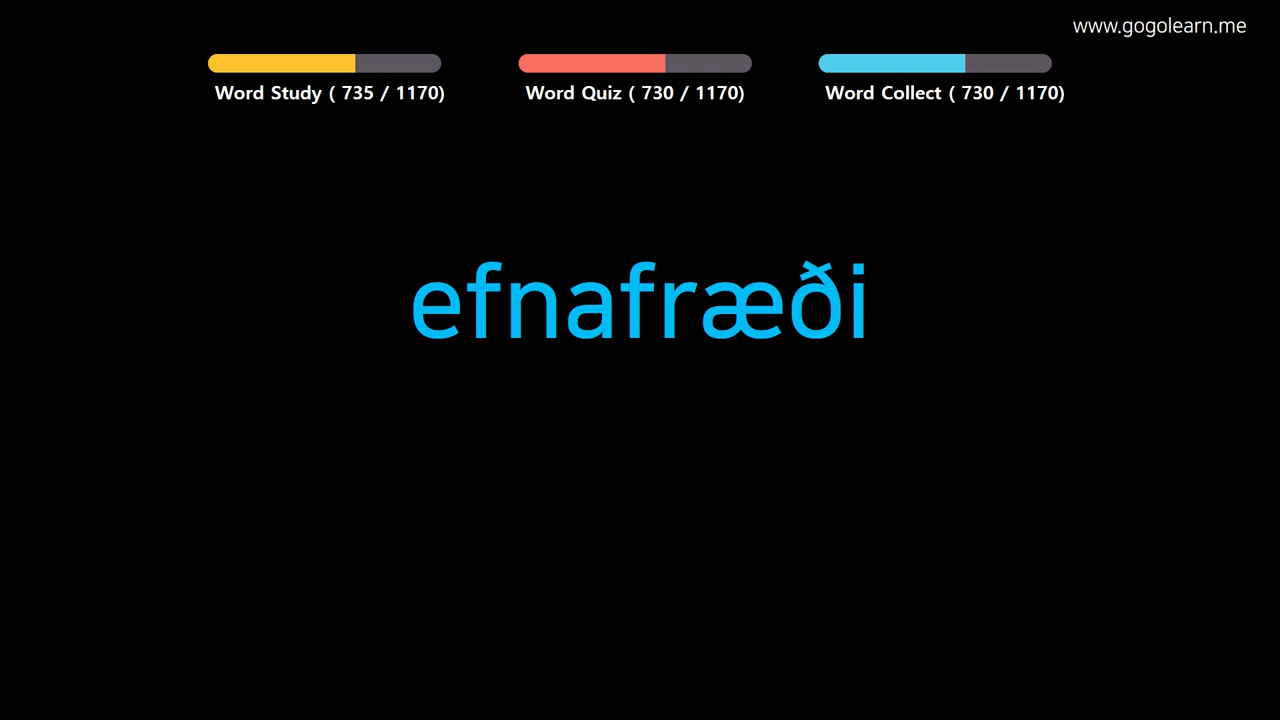 www.gogolearn.me
Word Study ( 735 / 1170)
Word Quiz ( 730 / 1170)
Word Collect ( 730 / 1170)
efnafræði